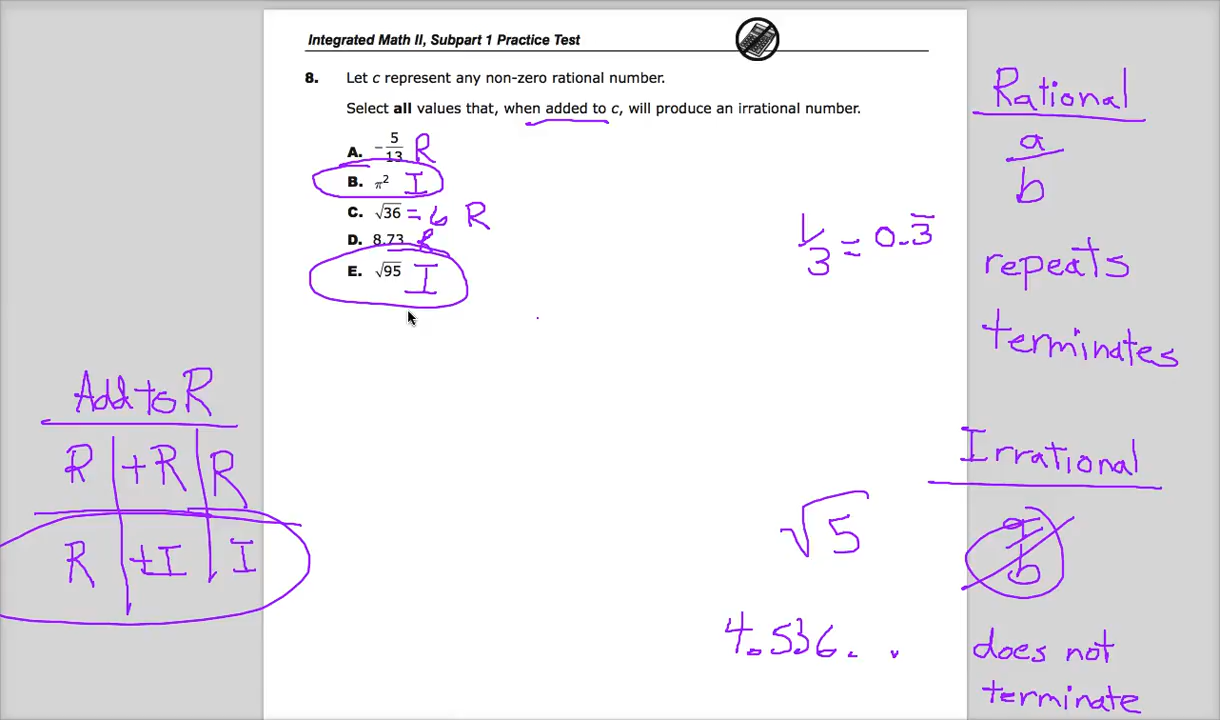 Integrated Math II, Subpart 1 Practice Test
8. Let c represent any non-zero rational number.
Select all values that, when added to c, will produce an irrational number.
A. -5/13 R
B. π² I
C. √36 = 6 R
D. 8.73 R
E. √95 I
Rational
a/b
1/3 = 0.3̅
repeats
terminates
Add to R
R | +R | R
R | +I | I
Irrational
√5
a/b
4.536...
does not
terminate